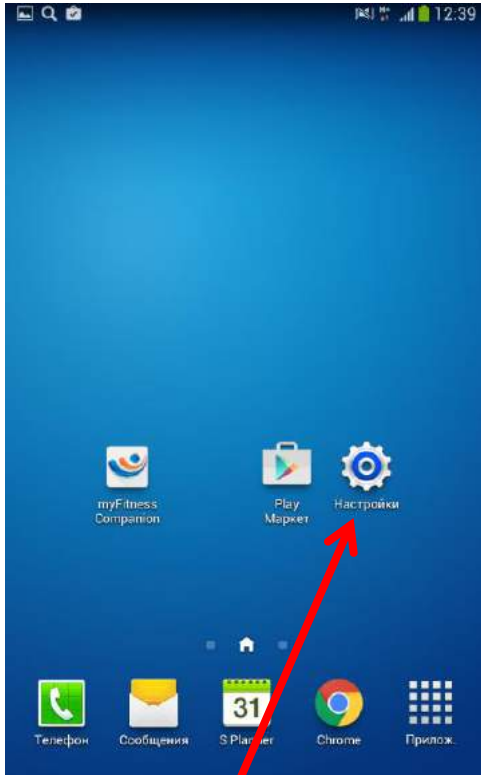 12:39
myFitness
Companion
Play
Маркет
Настройки
31
Телефон
Сообщения
S Planner
Chrome
Прилож.